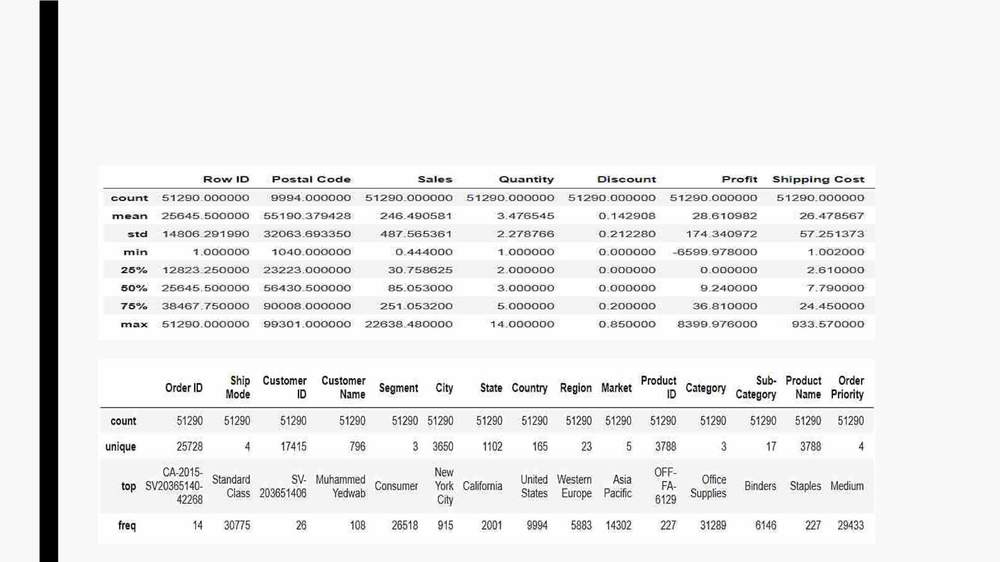 Row ID Postal Code Sales Quantity Discount Profit Shipping Cost
count 51290.000000 9994.000000 51290.000000 51290.000000 51290.000000 51290.000000 51290.000000
mean 25645.500000 55190.379428 246.490581 3.476545 0.142908 28.610982 26.478567
std 14806.291990 32063.693350 487.565361 2.278766 0.212280 174.340972 57.251373
min 1.000000 1040.000000 0.444000 1.000000 0.000000 -6599.978000 1.002000
25% 12823.250000 23223.000000 30.758625 2.000000 0.000000 0.000000 2.610000
50% 25645.500000 56430.500000 85.053000 3.000000 0.000000 9.240000 7.790000
75% 38467.750000 90008.000000 251.053200 5.000000 0.200000 36.810000 24.450000
max 51290.000000 99301.000000 22638.480000 14.000000 0.850000 8399.976000 933.570000
Order ID Ship Mode Customer ID Customer Name Segment City State Country Region Market Product ID Category Sub-Category Product Name Order Priority
count 51290 51290 51290 51290 51290 51290 51290 51290 51290 51290 51290 51290 51290 51290 51290
unique 25728 4 17415 796 3 3650 1102 165 23 5 3788 3 17 3788 4
top CA-2015-SV20365140-42268 Standard Class SV-203651406 Muhammed Yedwab Consumer New York City California United States Western Europe Asia Pacific OFF-FA-6129 Office Supplies Binders Staples Medium
freq 14 30775 26 108 26518 915 2001 9994 5883 14302 227 31289 6146 227 29433